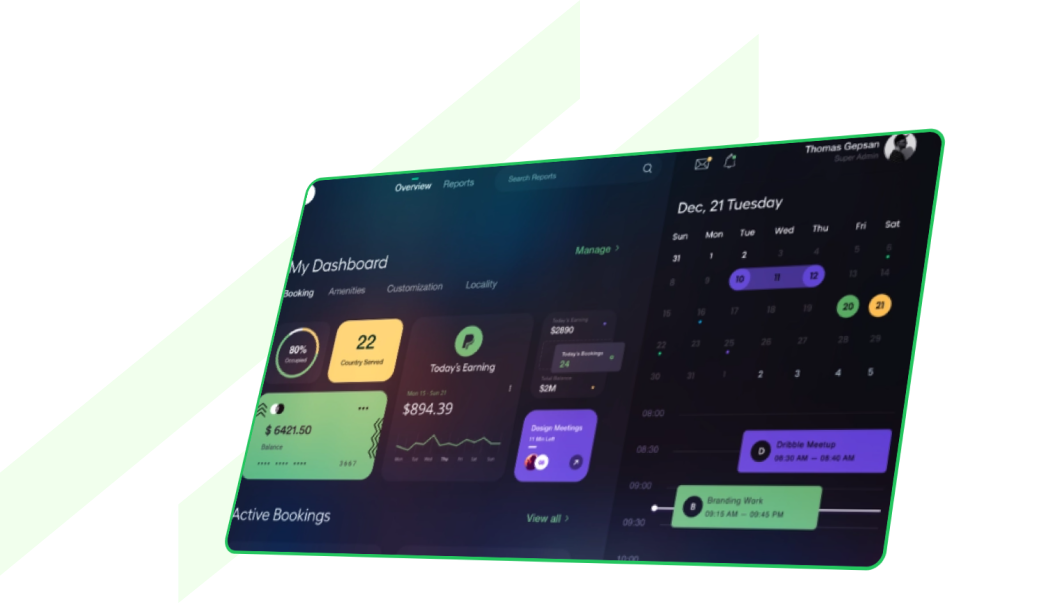 Overview Reports Search Reports
Thomas Gepsan
Super Admin
My Dashboard
Manage >
Booking Amenities Customization Locality
80%
Occupied
22
Country Served
Today's Earning
Mon 15 - Sun 21
$894.39
Mon Tue Wed Thu Fri Sat Sun
Today's Earning
$2890
Today's Bookings
24
$2M
Design Meetings
11 Min Left
$ 6421.50
Balance
•••• •••• •••• 3667
Active Bookings
View all >
Dec, 21 Tuesday
Sun Mon Tue Wed Thu Fri Sat
31 1 2 3 4 5 6
8 9 10 11 12 13 14
15 16 17 18 19 20 21
22 23 25 26 27 28 29
30 31 1 2 3 4 5
08:00
08:30
D
Dribble Meetup
08:30 AM — 08:40 AM
09:00
B
Branding Work
09:15 AM — 09:45 PM
09:30
10:00